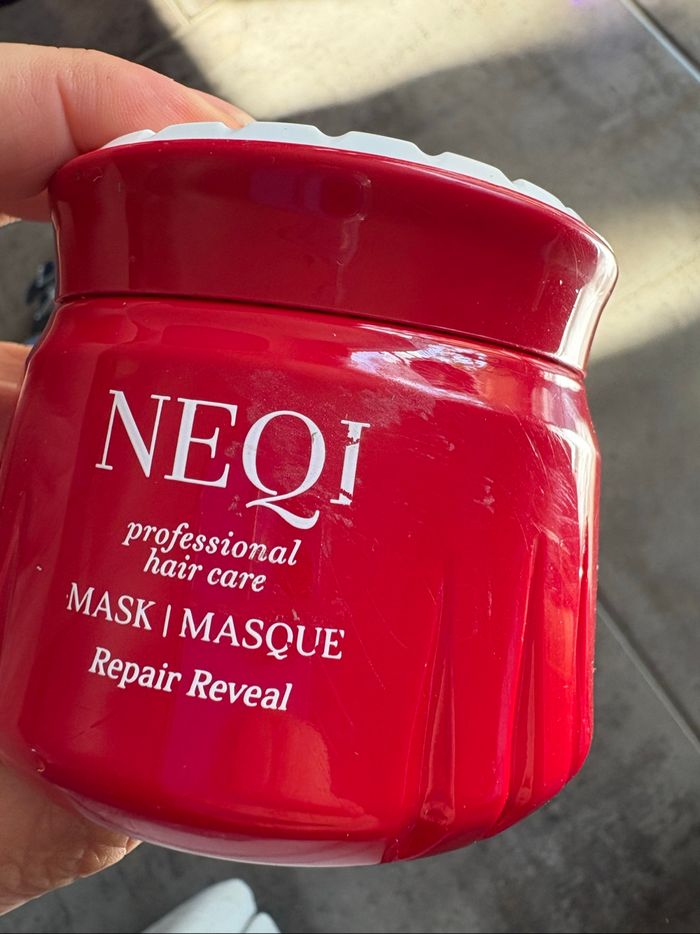 NEQI
professional
hair care
MASK | MASQUE
Repair Reveal